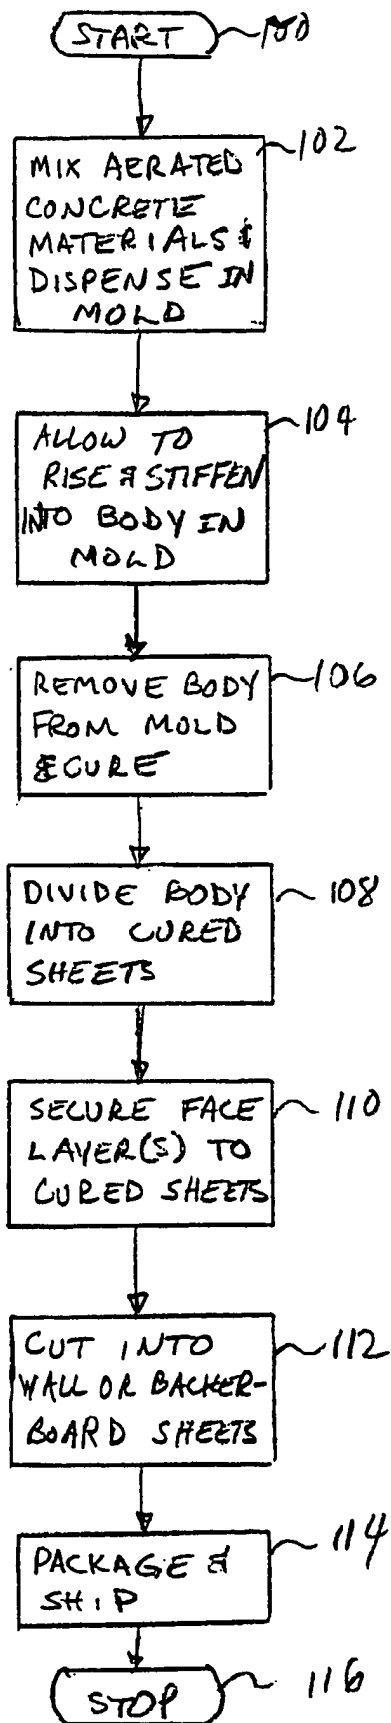 START 100
102
MIX AERATED
CONCRETE
MATERIALS &
DISPENSE IN
MOLD
104
ALLOW TO
RISE & STIFFEN
INTO BODY IN
MOLD
106
REMOVE BODY
FROM MOLD
& CURE
108
DIVIDE BODY
INTO CURED
SHEETS
110
SECURE FACE
LAYER(S) TO
CURED SHEETS
112
CUT INTO
WALL OR BACKER-
BOARD SHEETS
114
PACKAGE &
SHIP
116
STOP